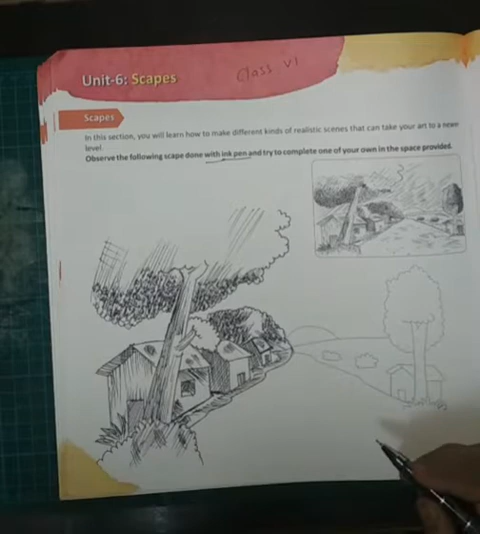 Unit-6: Scapes
Class VI
Scapes
In this section, you will learn how to make different kinds of realistic scenes that can take your art to a newer
level.
Observe the following scape done with ink pen and try to complete one of your own in the space provided.